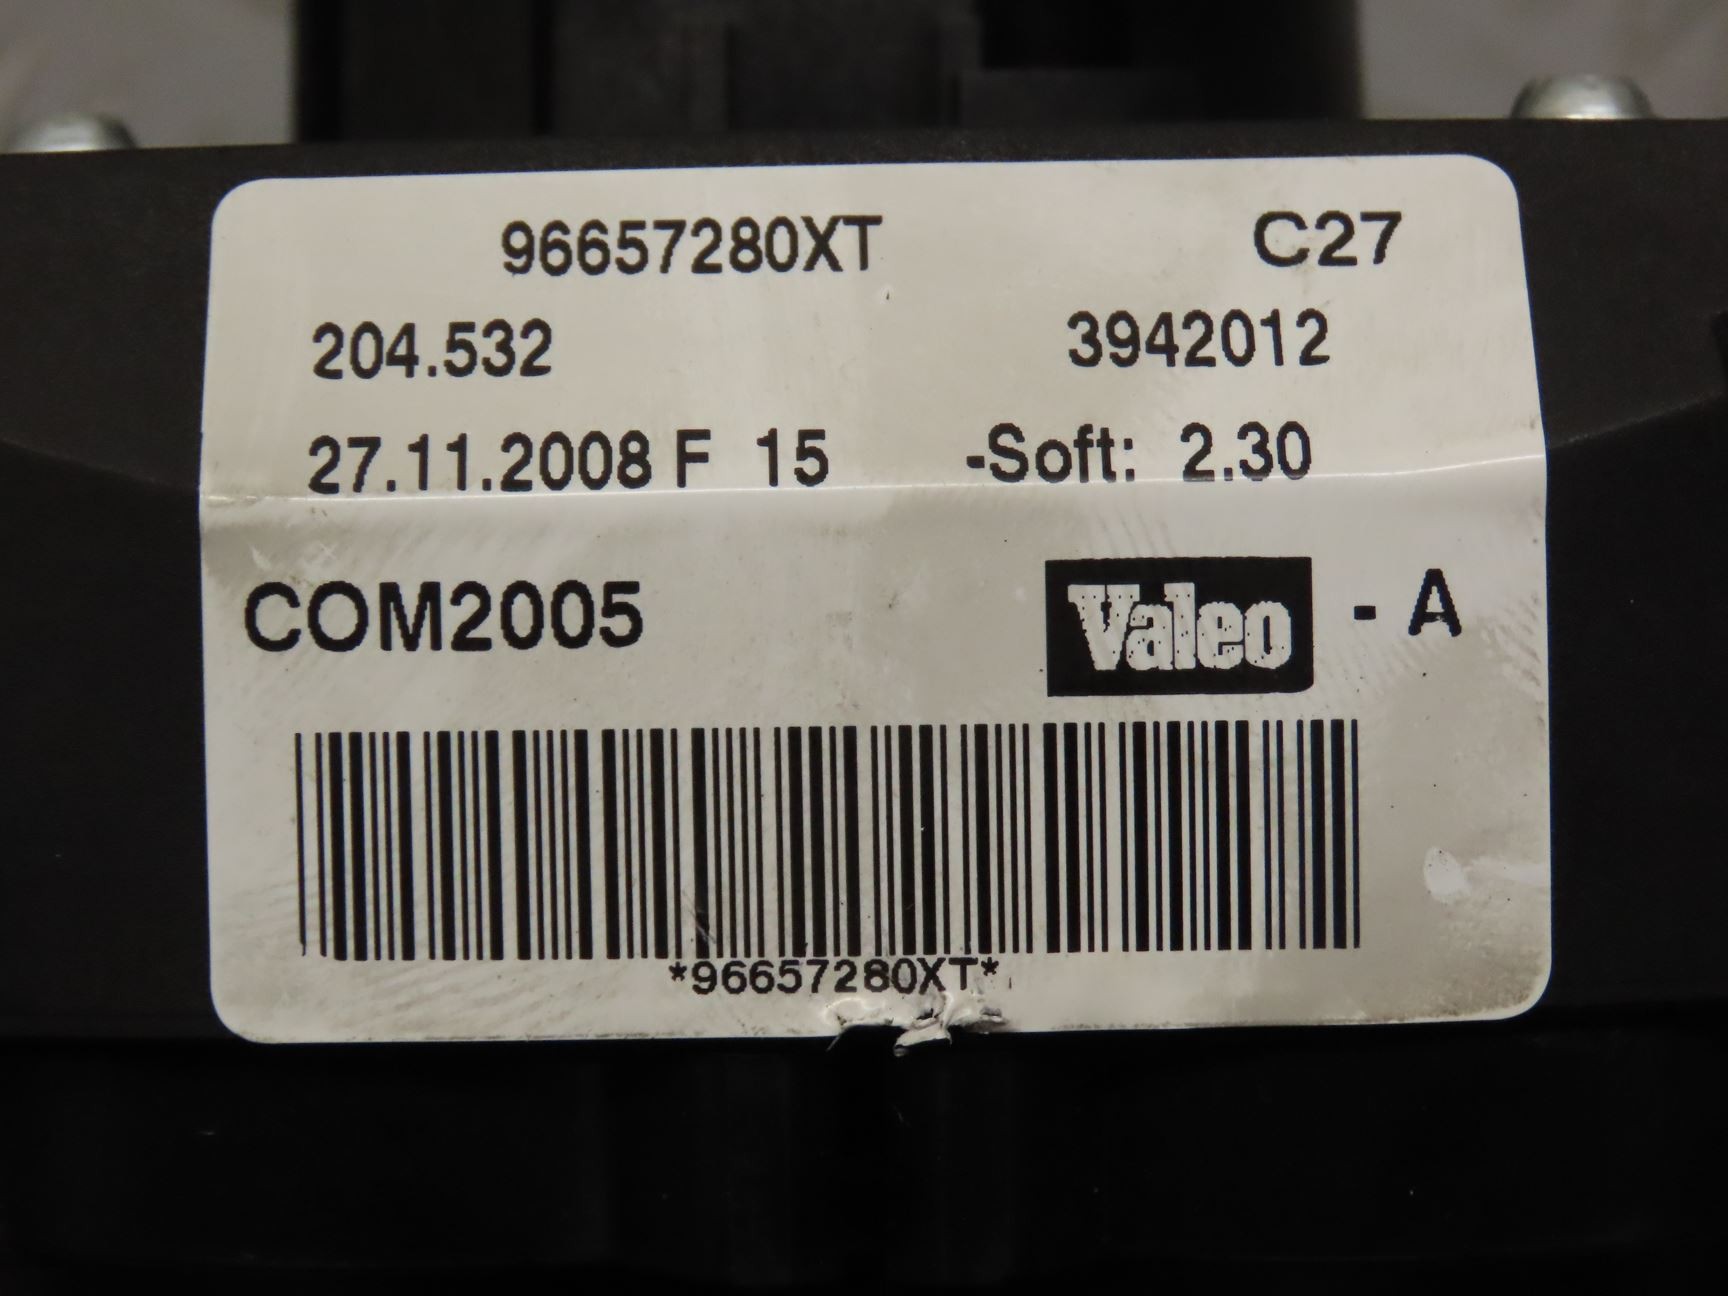 96657280XT C27
204.532 3942012
27.11.2008 F 15 -Soft: 2.30
COM2005 Valeo - A
*96657280XT*